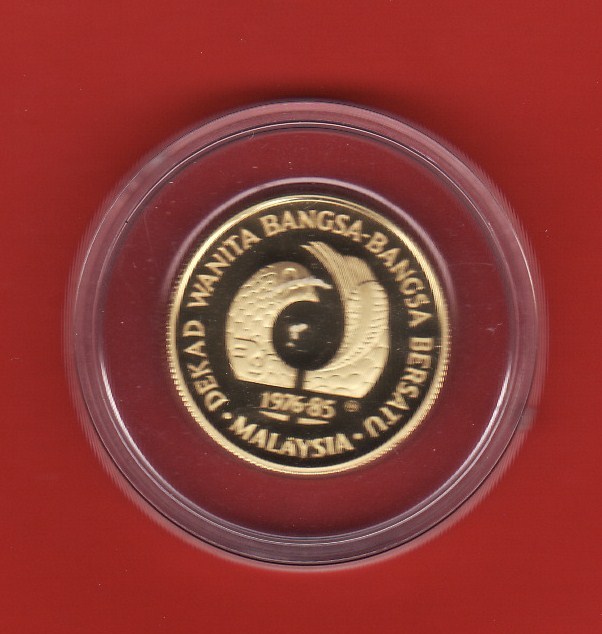 DEKAD WANITA BANGSA-BANGSA BERSATU
1976-85
• MALAYSIA •